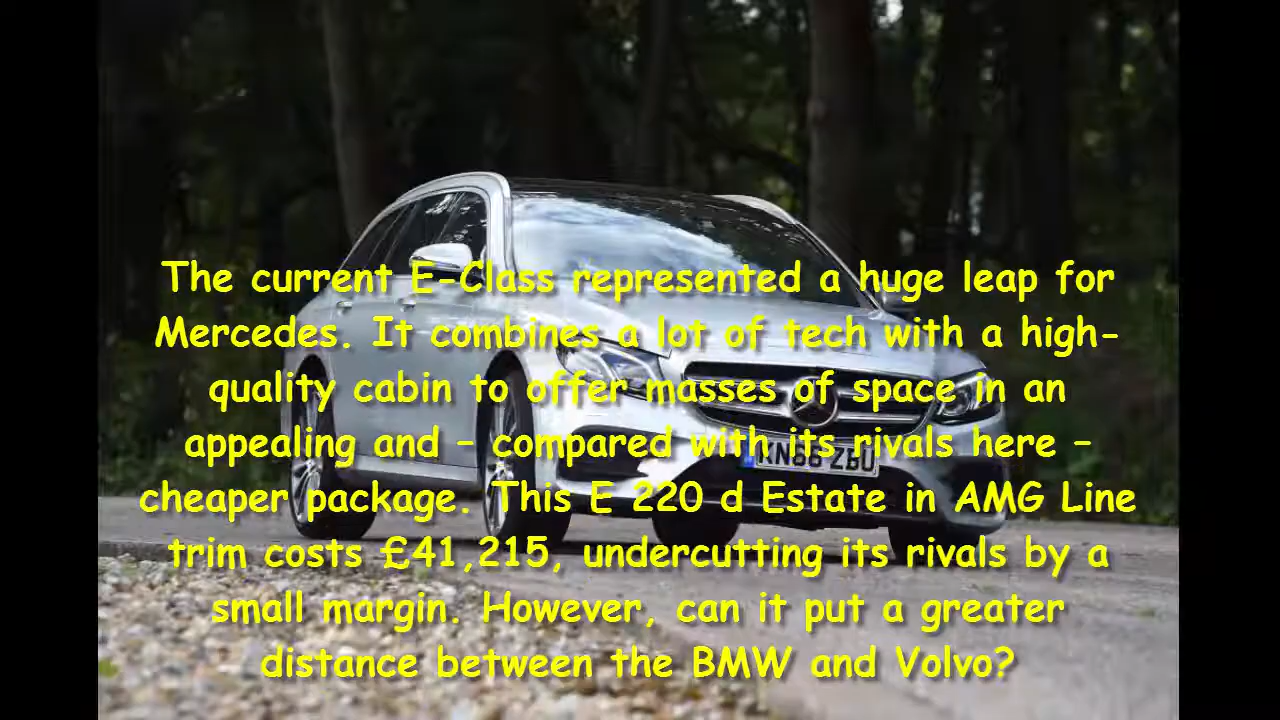 The current E-Class represented a huge leap for
Mercedes. It combines a lot of tech with a high-
quality cabin to offer masses of space in an
appealing and – compared with its rivals here –
cheaper package. This E 220 d Estate in AMG Line
trim costs £41,215, undercutting its rivals by a
small margin. However, can it put a greater
distance between the BMW and Volvo?
KN66 ZBU